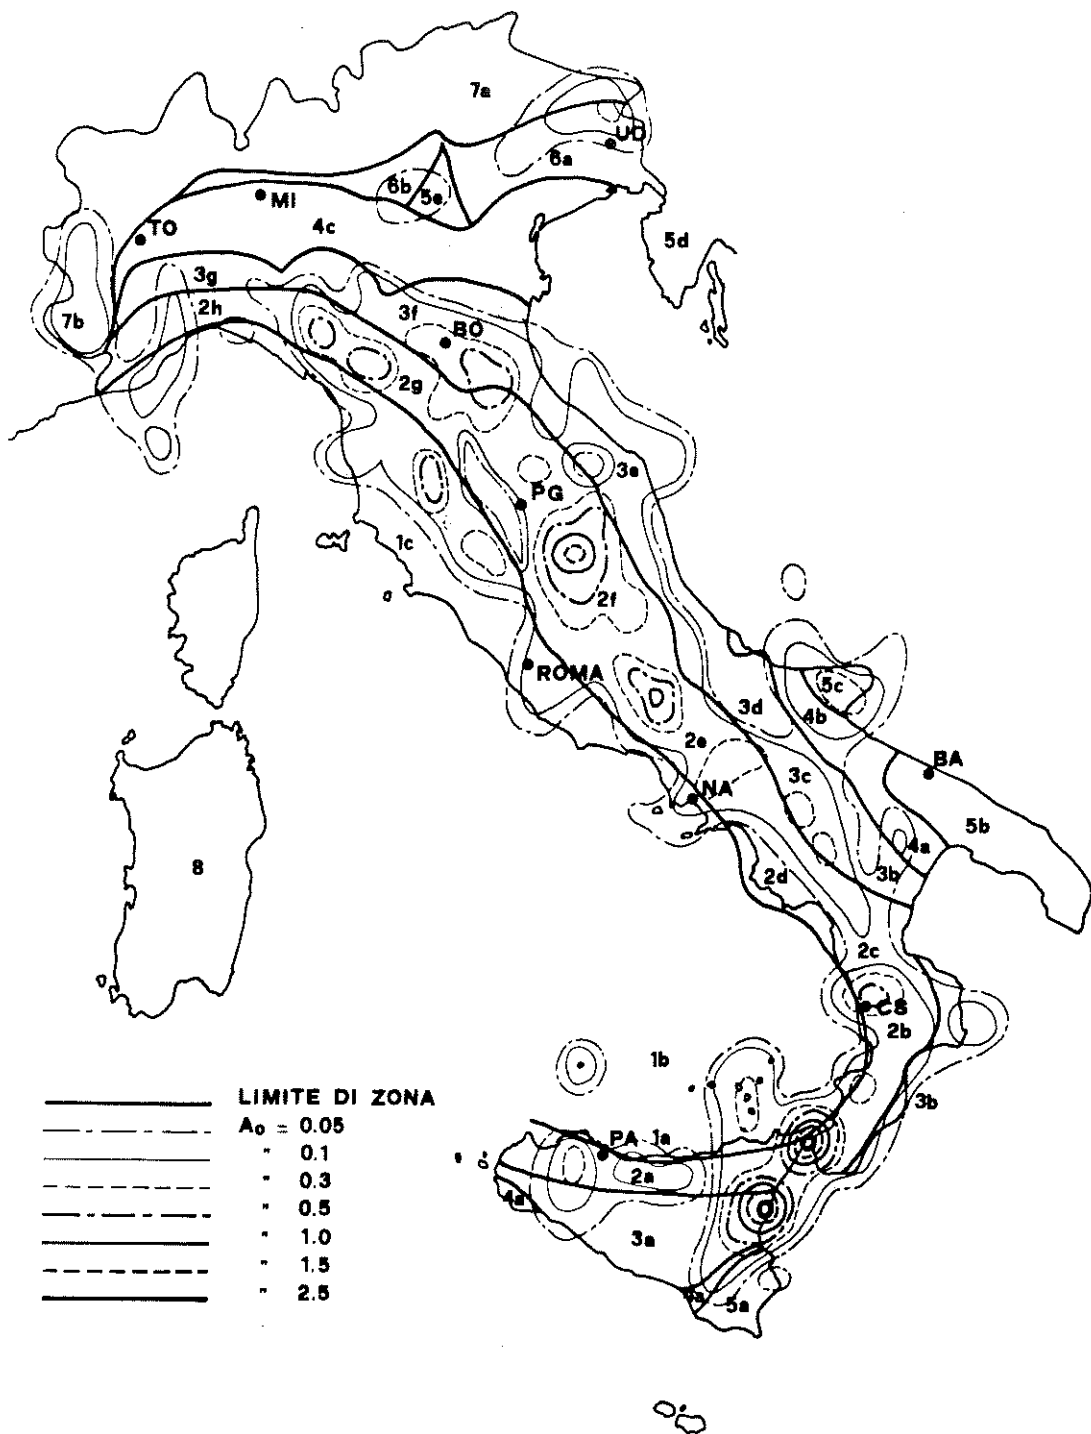 7a
UD
6a
6b
5e
MI
4c
TO
5d
3g
2h
7b
3f
BO
2g
3e
PG
1c
2f
ROMA
5c
4b
3d
2e
3c
BA
NA
5b
4a
3b
2d
8
2c
CS
2b
1b
3b
PA
1a
2a
4a
3a
4a
5a
LIMITE DI ZONA
A₀ = 0.05
" 0.1
" 0.3
" 0.5
" 1.0
" 1.5
" 2.5